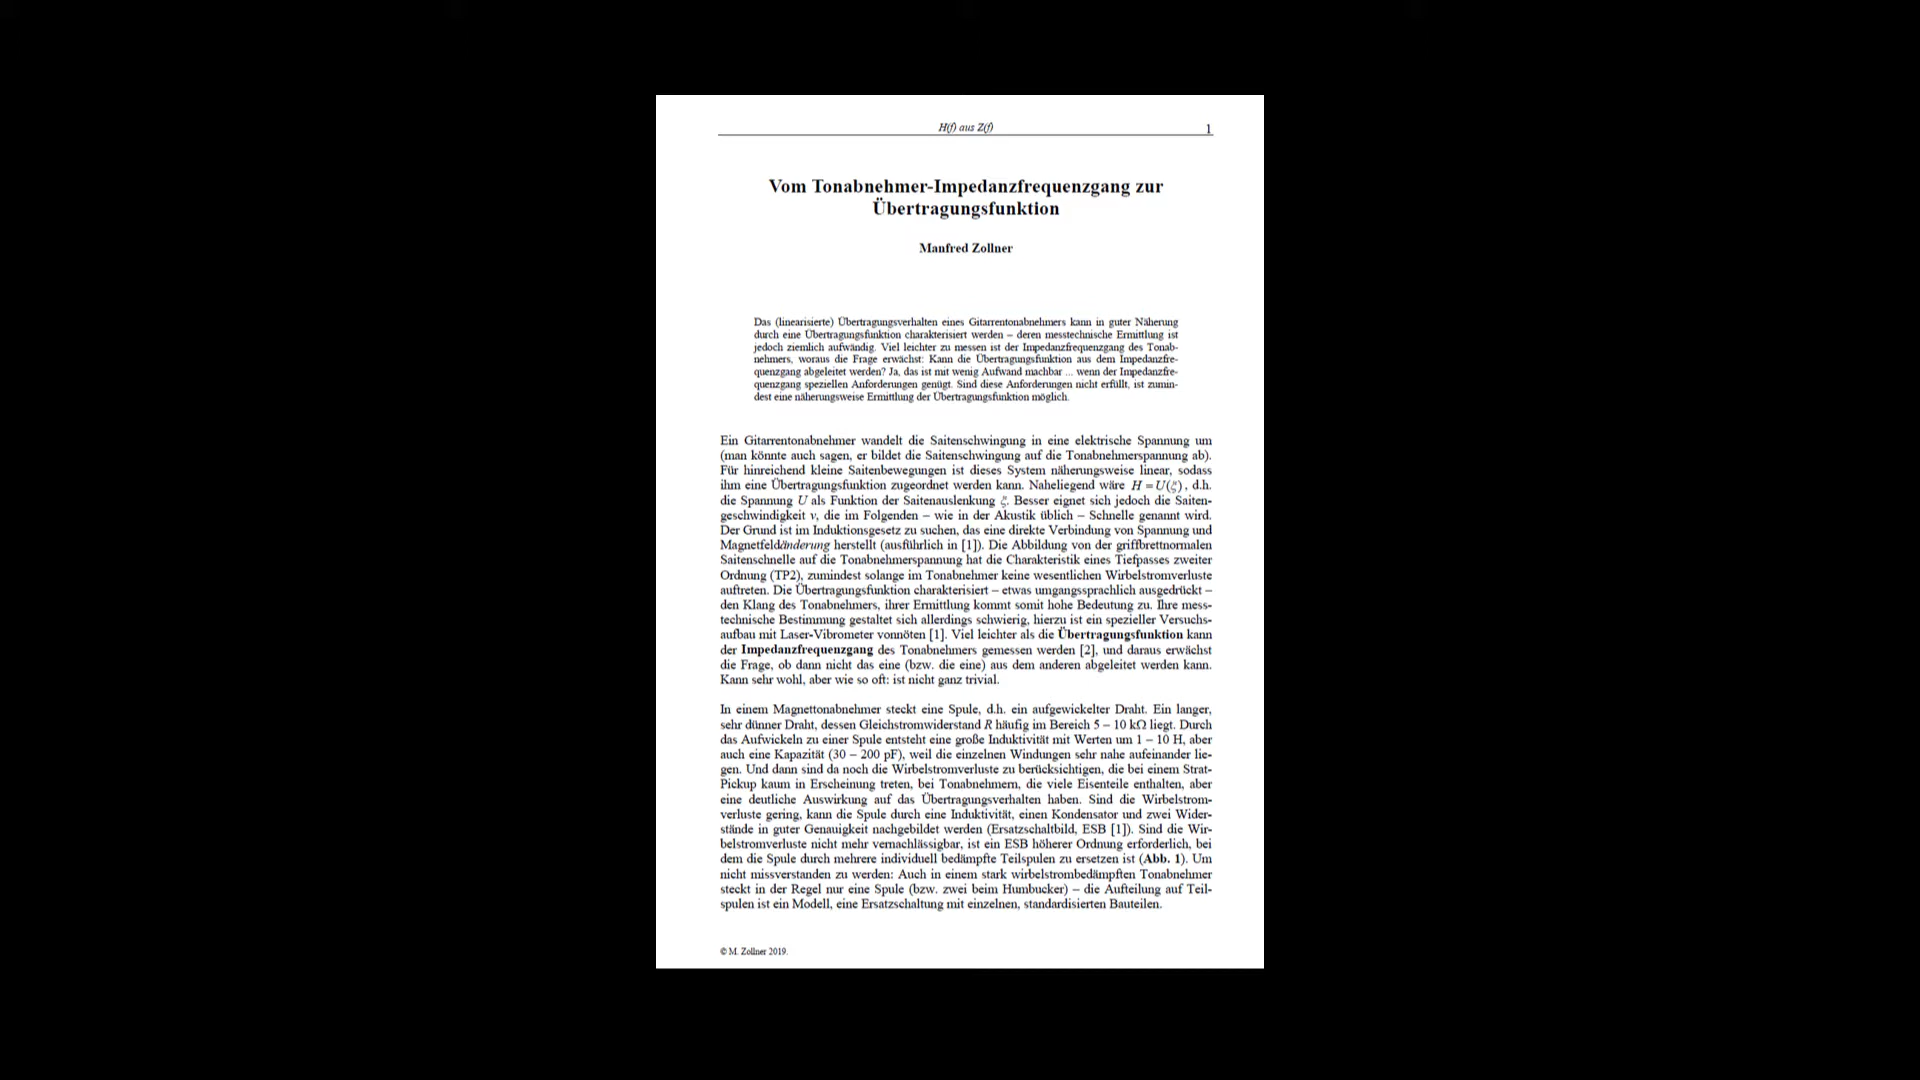 H(f) aus Z(f) 1
Vom Tonabnehmer-Impedanzfrequenzgang zur
Übertragungsfunktion
Manfred Zollner
Das (linearisierte) Übertragungsverhalten eines Gitarrentonabnehmers kann in guter Näherung
durch eine Übertragungsfunktion charakterisiert werden – deren messtechnische Ermittlung ist
jedoch ziemlich aufwändig. Viel leichter zu messen ist der Impedanzfrequenzgang des Tonab-
nehmers, woraus die Frage erwächst: Kann die Übertragungsfunktion aus dem Impedanzfre-
quenzgang abgeleitet werden? Ja, das ist mit wenig Aufwand machbar ... wenn der Impedanzfre-
quenzgang speziellen Anforderungen genügt. Sind diese Anforderungen nicht erfüllt, ist zumin-
dest eine näherungsweise Ermittlung der Übertragungsfunktion möglich.
Ein Gitarrentonabnehmer wandelt die Saitenschwingung in eine elektrische Spannung um
(man könnte auch sagen, er bildet die Saitenschwingung auf die Tonabnehmerspannung ab).
Für hinreichend kleine Saitenbewegungen ist dieses System näherungsweise linear, sodass
ihm eine Übertragungsfunktion zugeordnet werden kann. Naheliegend wäre H = U(ξ), d.h.
die Spannung U als Funktion der Saitenauslenkung ξ. Besser eignet sich jedoch die Saiten-
geschwindigkeit v, die im Folgenden – wie in der Akustik üblich – Schnelle genannt wird.
Der Grund ist im Induktionsgesetz zu suchen, das eine direkte Verbindung von Spannung und
Magnetfeldänderung herstellt (ausführlich in [1]). Die Abbildung von der griffbrettnormalen
Saitenschnelle auf die Tonabnehmerspannung hat die Charakteristik eines Tiefpasses zweiter
Ordnung (TP2), zumindest solange im Tonabnehmer keine wesentlichen Wirbelstromverluste
auftreten. Die Übertragungsfunktion charakterisiert – etwas umgangssprachlich ausgedrückt –
den Klang des Tonabnehmers, ihrer Ermittlung kommt somit hohe Bedeutung zu. Ihre mess-
technische Bestimmung gestaltet sich allerdings schwierig, hierzu ist ein spezieller Versuchs-
aufbau mit Laser-Vibrometer vonnöten [1]. Viel leichter als die Übertragungsfunktion kann
der Impedanzfrequenzgang des Tonabnehmers gemessen werden [2], und daraus erwächst
die Frage, ob dann nicht das eine (bzw. die eine) aus dem anderen abgeleitet werden kann.
Kann sehr wohl, aber wie so oft: ist nicht ganz trivial.
In einem Magnettonabnehmer steckt eine Spule, d.h. ein aufgewickelter Draht. Ein langer,
sehr dünner Draht, dessen Gleichstromwiderstand R häufig im Bereich 5 – 10 kΩ liegt. Durch
das Aufwickeln zu einer Spule entsteht eine große Induktivität mit Werten um 1 – 10 H, aber
auch eine Kapazität (30 – 200 pF), weil die einzelnen Windungen sehr nahe aufeinander lie-
gen. Und dann sind da noch die Wirbelstromverluste zu berücksichtigen, die bei einem Strat-
Pickup kaum in Erscheinung treten, bei Tonabnehmern, die viele Eisenteile enthalten, aber
eine deutliche Auswirkung auf das Übertragungsverhalten haben. Sind die Wirbelstrom-
verluste gering, kann die Spule durch eine Induktivität, einen Kondensator und zwei Wider-
stände in guter Genauigkeit nachgebildet werden (Ersatzschaltbild, ESB [1]). Sind die Wir-
belstromverluste nicht mehr vernachlässigbar, ist ein ESB höherer Ordnung erforderlich, bei
dem die Spule durch mehrere individuell bedämpfte Teilspulen zu ersetzen ist (Abb. 1). Um
nicht missverstanden zu werden: Auch in einem stark wirbelstrombedämpften Tonabnehmer
steckt in der Regel nur eine Spule (bzw. zwei beim Humbucker) – die Aufteilung auf Teil-
spulen ist ein Modell, eine Ersatzschaltung mit einzelnen, standardisierten Bauteilen.
© M. Zollner 2019.